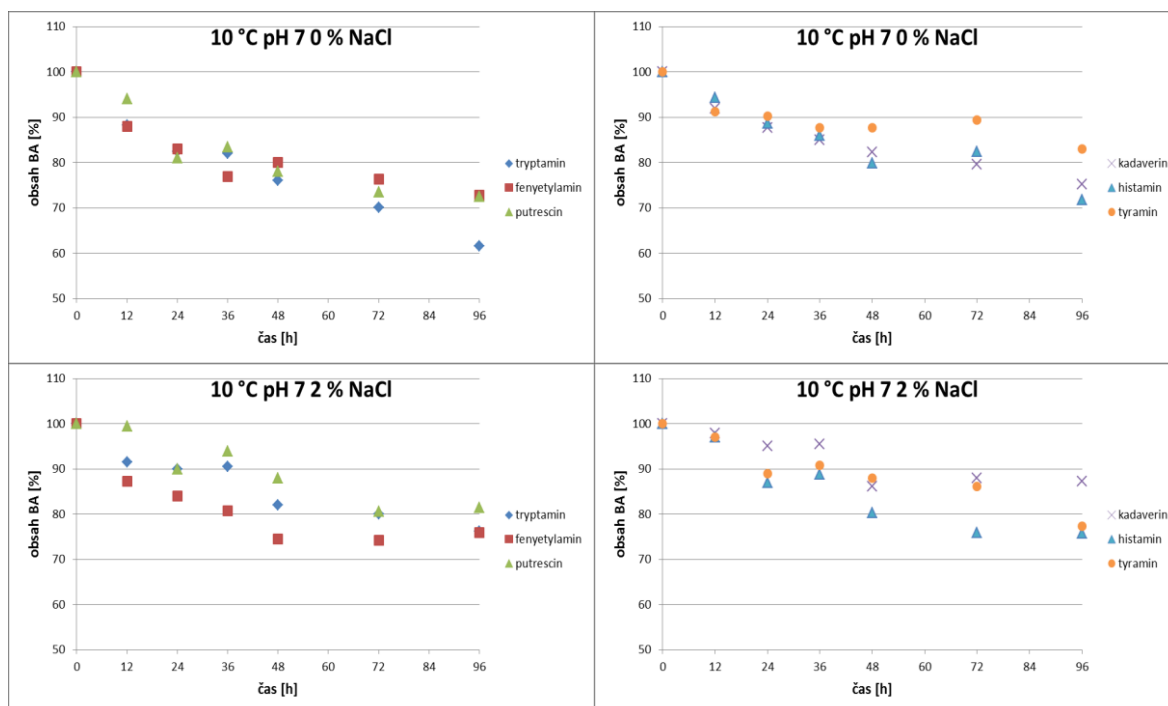 10 °C pH 7 0 % NaCl
obsah BA [%]
110
100
90
80
70
60
50
0 12 24 36 48 60 72 84 96
čas [h]
tryptamin
fenyetylamin
putrescin
10 °C pH 7 0 % NaCl
obsah BA [%]
110
100
90
80
70
60
50
0 12 24 36 48 60 72 84 96
čas [h]
kadaverin
histamin
tyramin
10 °C pH 7 2 % NaCl
obsah BA [%]
110
100
90
80
70
60
50
0 12 24 36 48 60 72 84 96
čas [h]
tryptamin
fenyetylamin
putrescin
10 °C pH 7 2 % NaCl
obsah BA [%]
110
100
90
80
70
60
50
0 12 24 36 48 60 72 84 96
čas [h]
kadaverin
histamin
tyramin